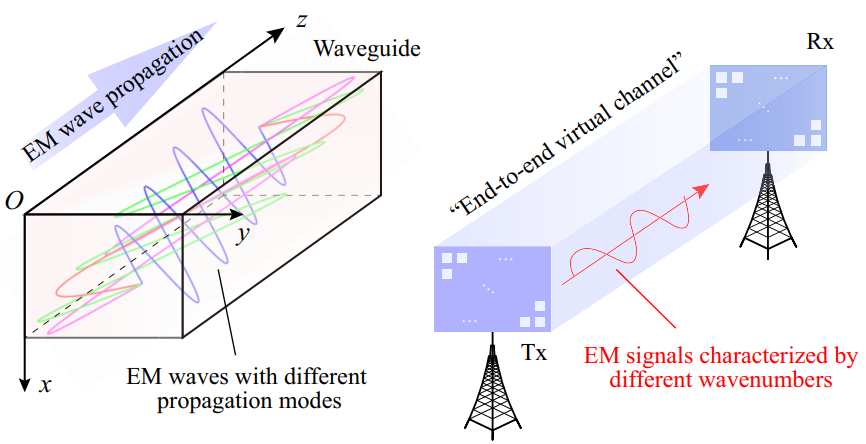 z
Waveguide
EM wave propagation
O
y
x
EM waves with different
propagation modes
Rx
“End-to-end virtual channel”
Tx
EM signals characterized by
different wavenumbers